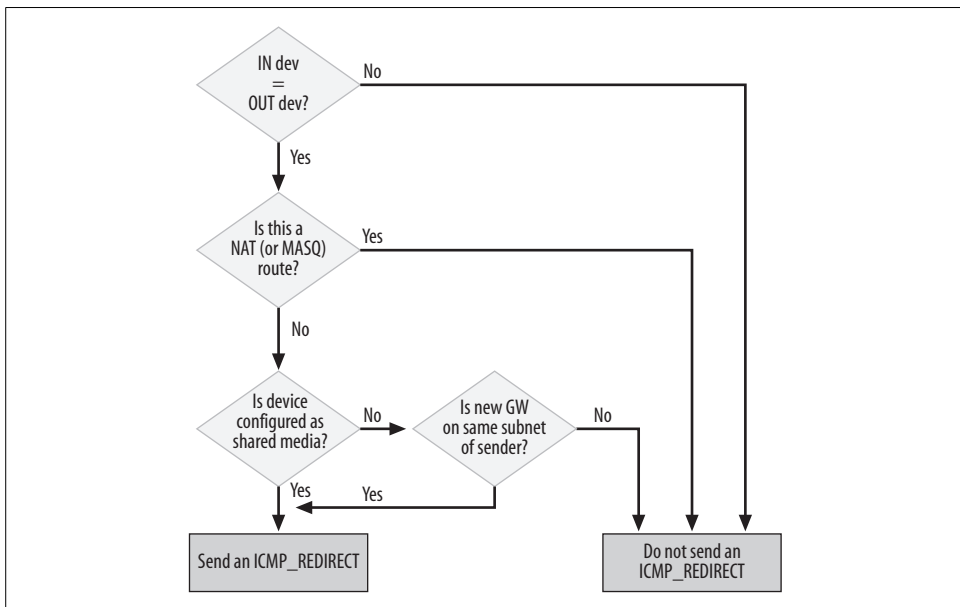 IN dev
=
OUT dev?
No
Yes
Is this a
NAT (or MASQ)
route?
Yes
No
Is device
configured as
shared media?
No
Is new GW
on same subnet
of sender?
No
Yes
Yes
Send an ICMP_REDIRECT
Do not send an
ICMP_REDIRECT